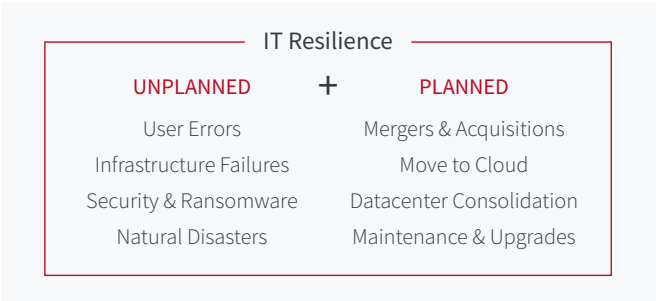 IT Resilience
UNPLANNED + PLANNED
User Errors
Infrastructure Failures
Security & Ransomware
Natural Disasters
Mergers & Acquisitions
Move to Cloud
Datacenter Consolidation
Maintenance & Upgrades